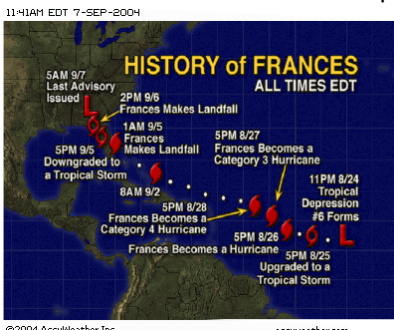 11:41AM EDT 7-SEP-2004
HISTORY of FRANCES
ALL TIMES EDT
5AM 9/7
Last Advisory
Issued
2PM 9/6
Frances Makes Landfall
1AM 9/5
Frances
Makes Landfall
5PM 9/5
Downgraded to
a Tropical Storm
8AM 9/2
5PM 8/27
Frances Becomes a
Category 3 Hurricane
5PM 8/28
Frances Becomes a
Category 4 Hurricane
11PM 8/24
Tropical
Depression
#6 Forms
5PM 8/26
Frances Becomes a Hurricane
5PM 8/25
Upgraded to a
Tropical Storm
L
L
©2004 AccuWeather Inc
accuweather.com